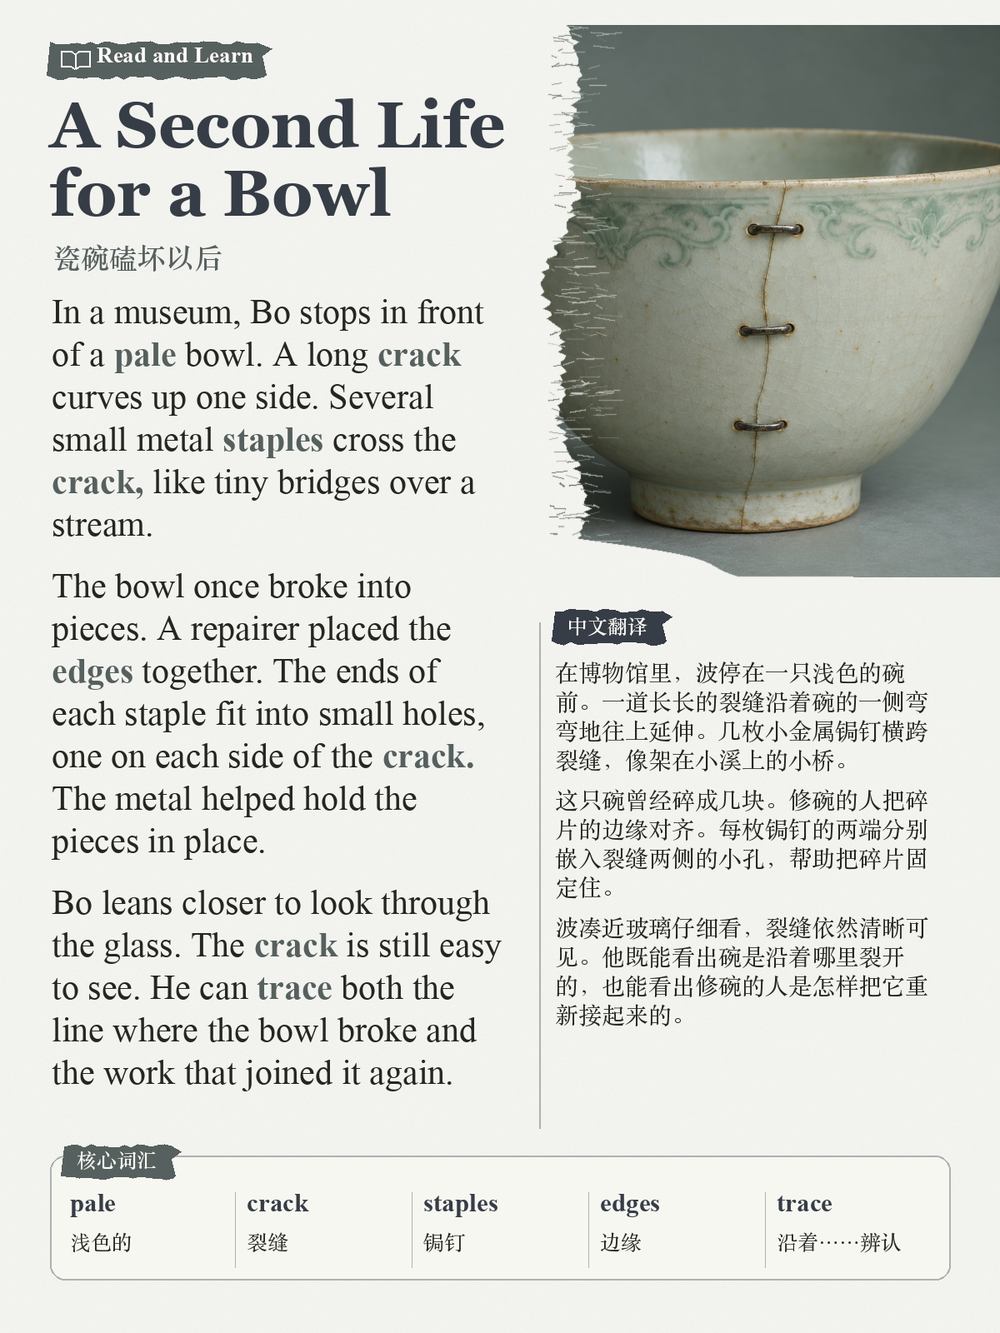 Read and Learn
A Second Life
for a Bowl
瓷碗磕坏以后
In a museum, Bo stops in front
of a pale bowl. A long crack
curves up one side. Several
small metal staples cross the
crack, like tiny bridges over a
stream.
The bowl once broke into
pieces. A repairer placed the
edges together. The ends of
each staple fit into small holes,
one on each side of the crack.
The metal helped hold the
pieces in place.
Bo leans closer to look through
the glass. The crack is still easy
to see. He can trace both the
line where the bowl broke and
the work that joined it again.
中文翻译
在博物馆里，波停在一只浅色的碗
前。一道长长的裂缝沿着碗的一侧弯
弯地往上延伸。几枚小金属锔钉横跨
裂缝，像架在小溪上的小桥。
这只碗曾经碎成几块。修碗的人把碎
片的边缘对齐。每枚锔钉的两端分别
嵌入裂缝两侧的小孔，帮助把碎片固
定住。
波凑近玻璃仔细看，裂缝依然清晰可
见。他既能看出碗是沿着哪里裂开
的，也能看出修碗的人是怎样把它重
新接起来的。
核心词汇
pale
浅色的
crack
裂缝
staples
锔钉
edges
边缘
trace
沿着……辨认